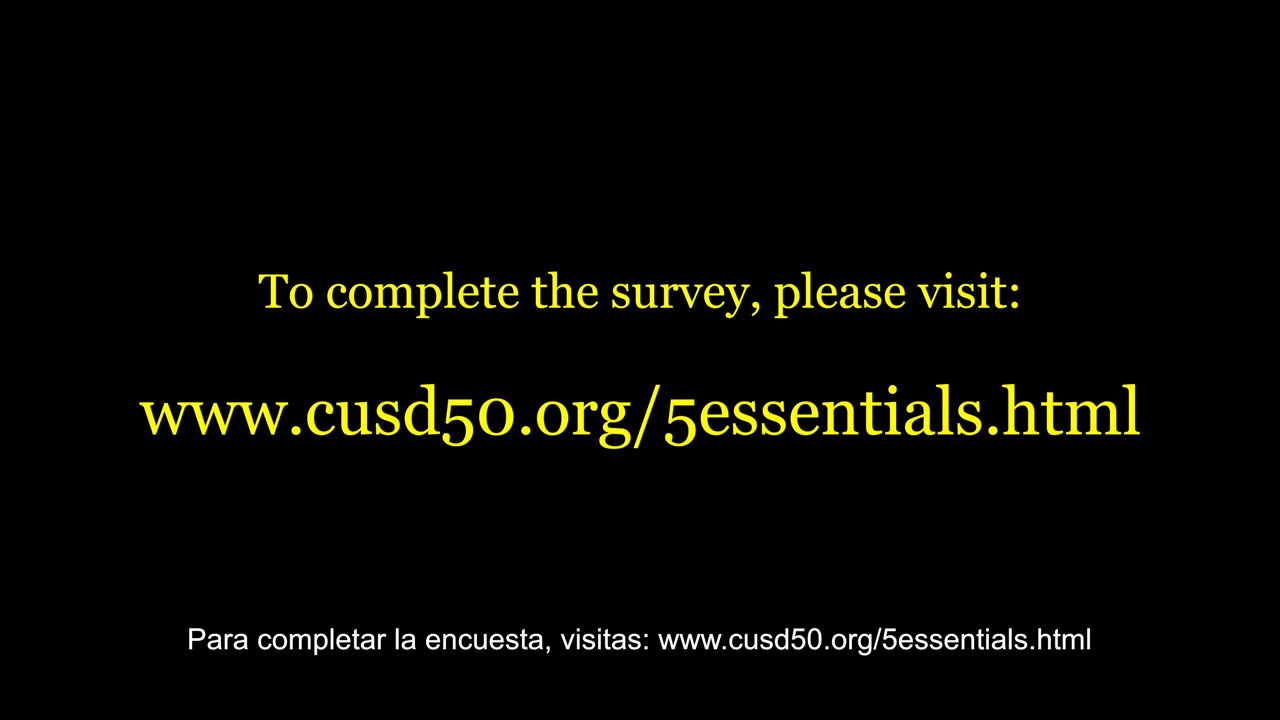 To complete the survey, please visit:
www.cusd50.org/5essentials.html
Para completar la encuesta, visitas: www.cusd50.org/5essentials.html